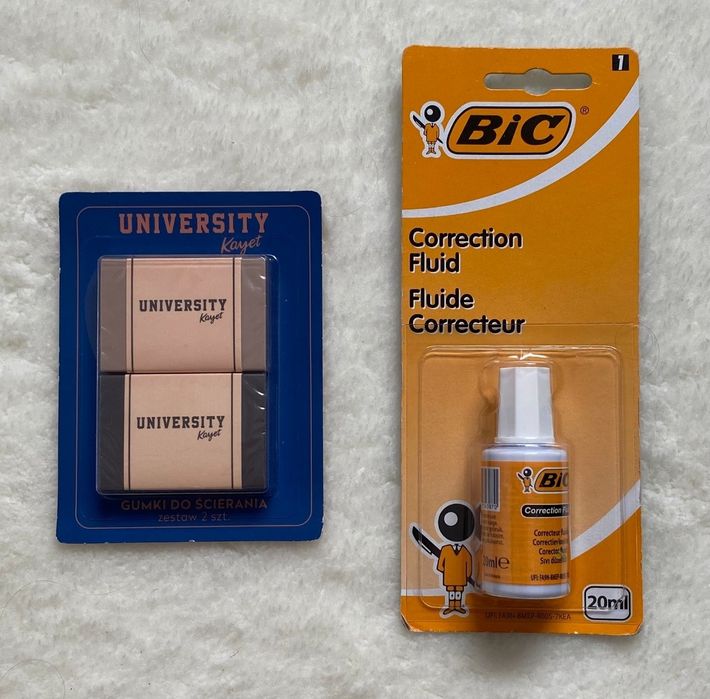 UNIVERSITY
Kayet
UNIVERSITY
Kayet
UNIVERSITY
Kayet
GUMKI DO ŚCIERANIA
zestaw 2 szt.
1
BIC®
Correction
Fluid
Fluide
Correcteur
BIC
Correction
Correcteur
20ml